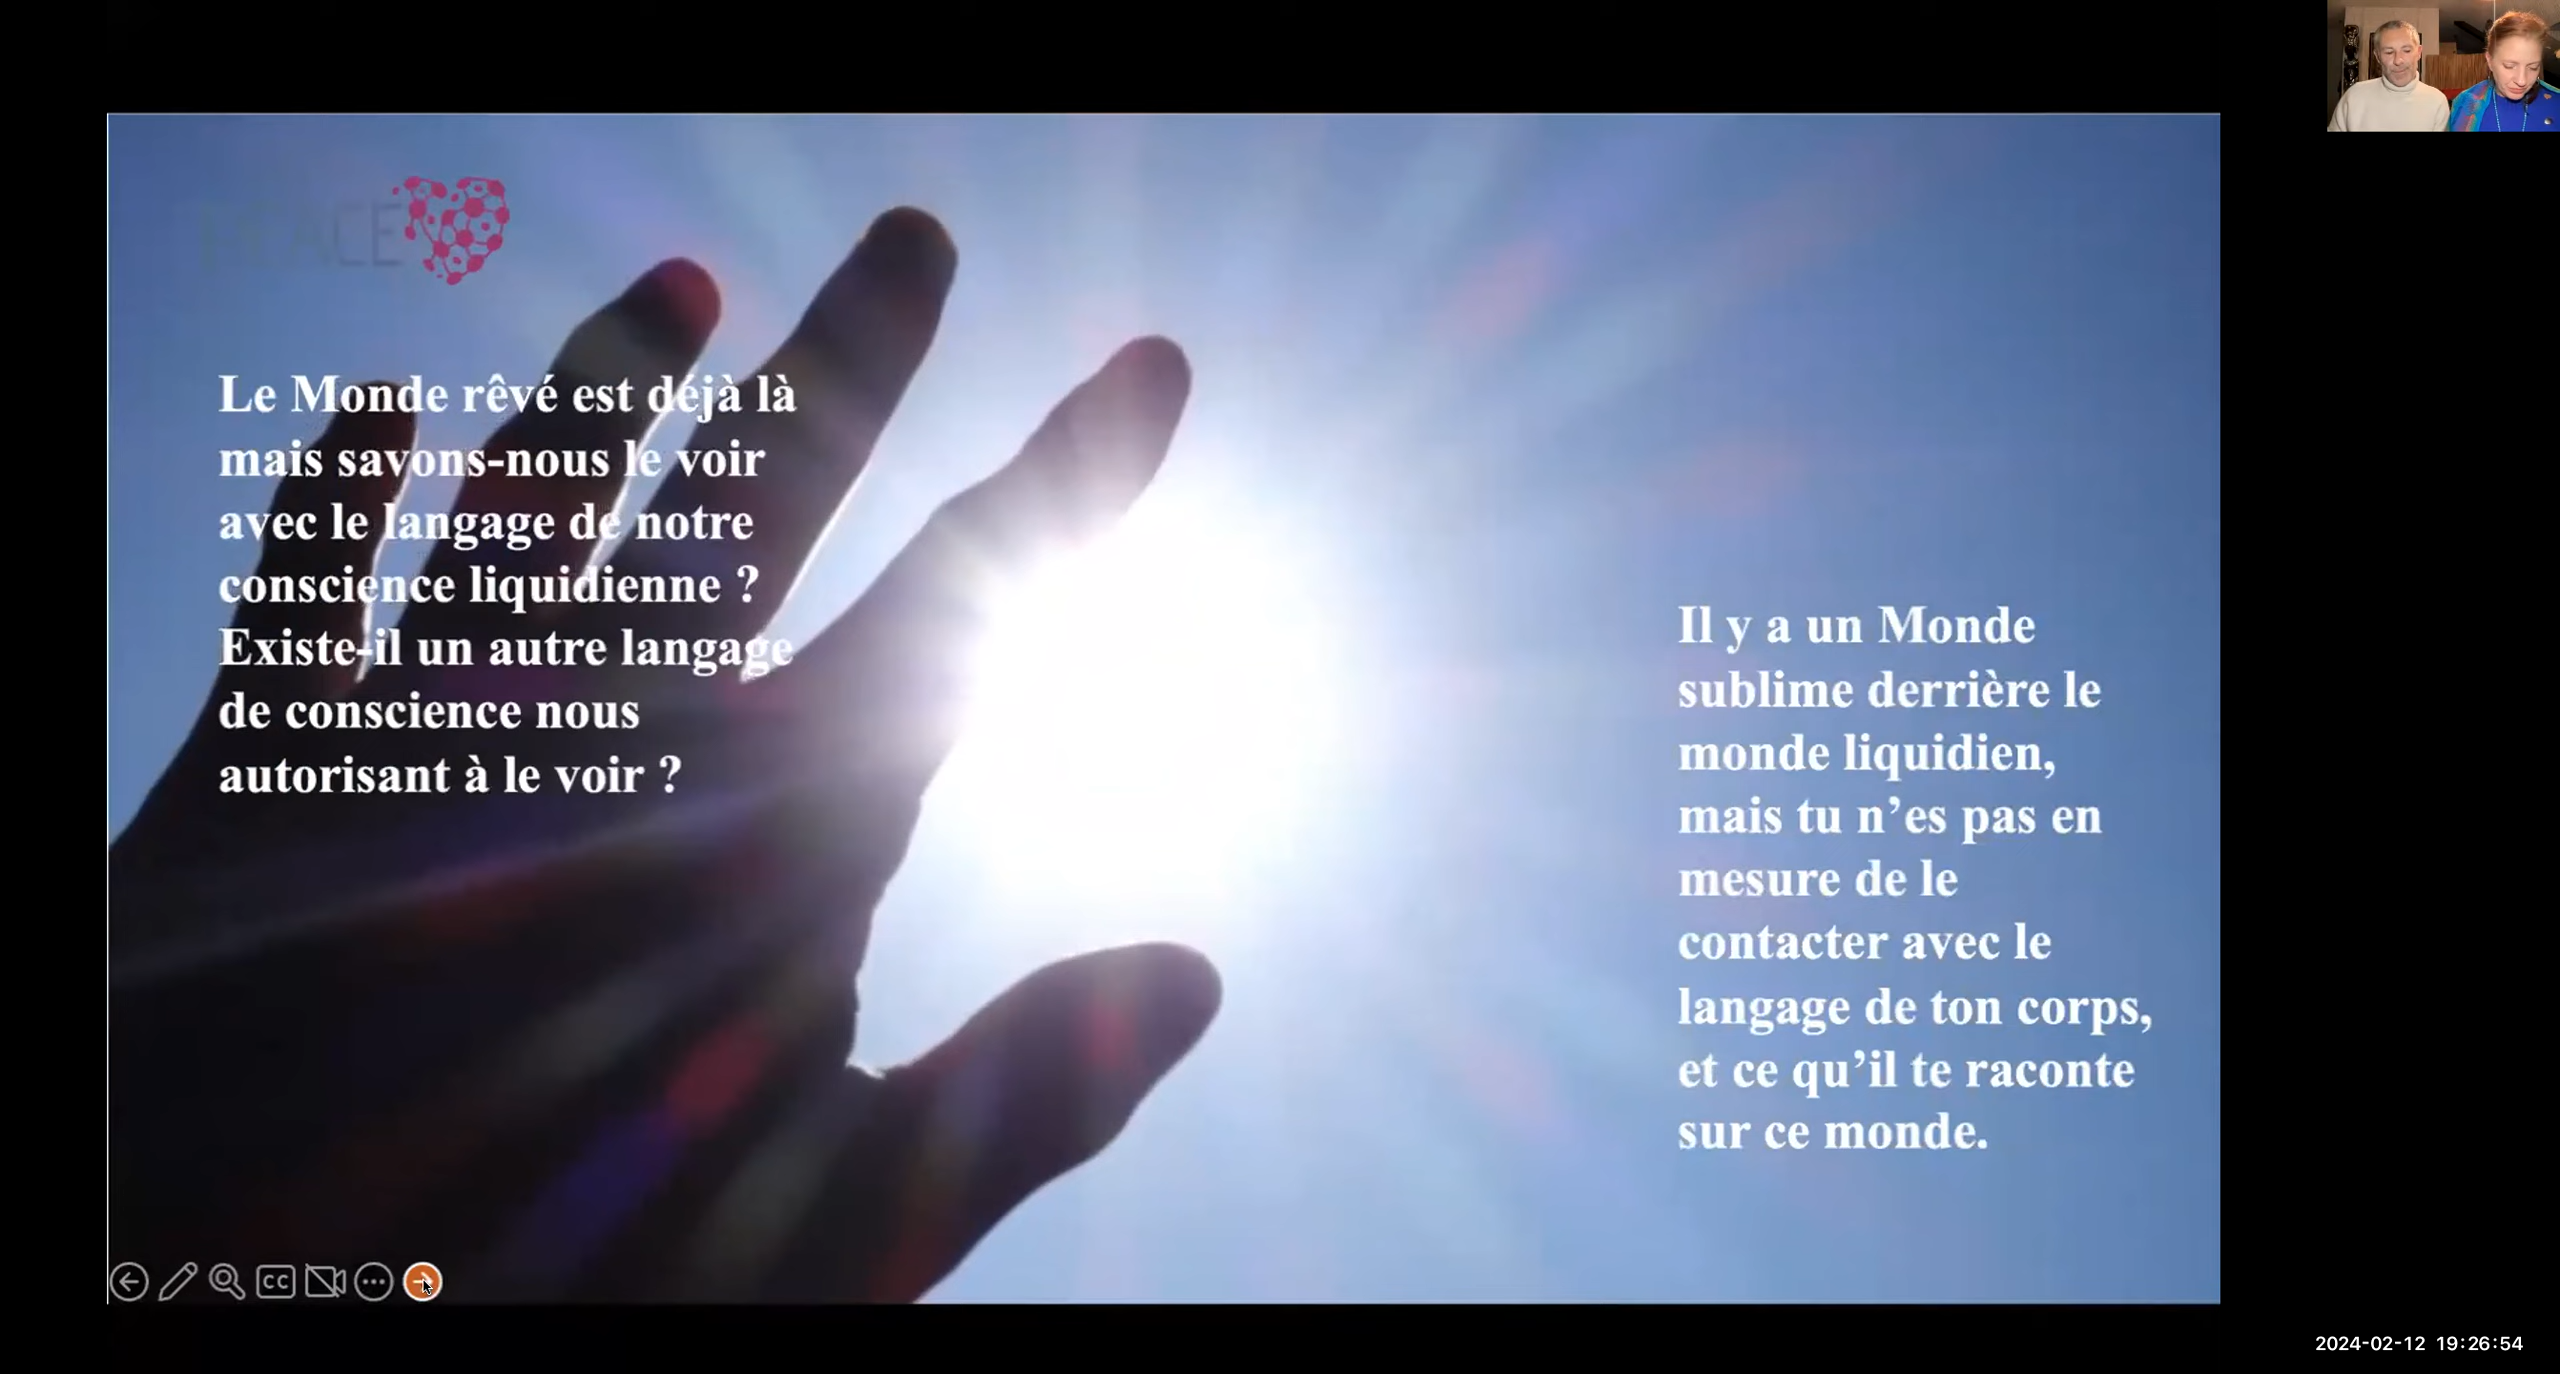 Le Monde rêvé est déjà là
mais savons-nous le voir
avec le langage de notre
conscience liquidienne ?
Existe-il un autre langage
de conscience nous
autorisant à le voir ?
Il y a un Monde
sublime derrière le
monde liquidien,
mais tu n’es pas en
mesure de le
contacter avec le
langage de ton corps,
et ce qu’il te raconte
sur ce monde.
CC
2024-02-12 19:26:54